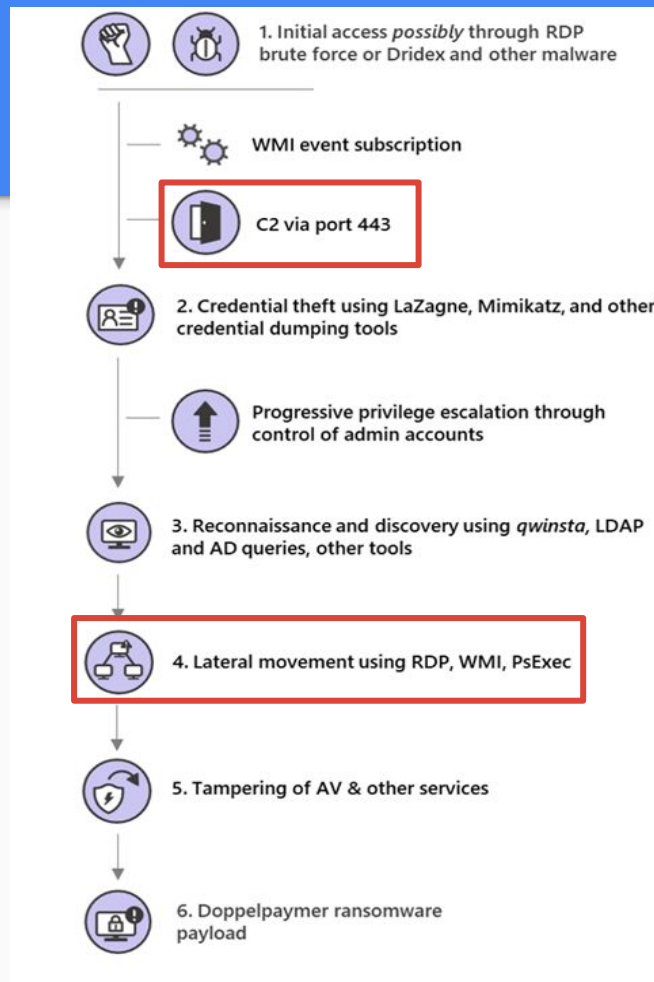 1. Initial access possibly through RDP
brute force or Dridex and other malware
WMI event subscription
C2 via port 443
2. Credential theft using LaZagne, Mimikatz, and other
credential dumping tools
Progressive privilege escalation through
control of admin accounts
3. Reconnaissance and discovery using qwinsta, LDAP
and AD queries, other tools
4. Lateral movement using RDP, WMI, PsExec
5. Tampering of AV & other services
6. Doppelpaymer ransomware
payload